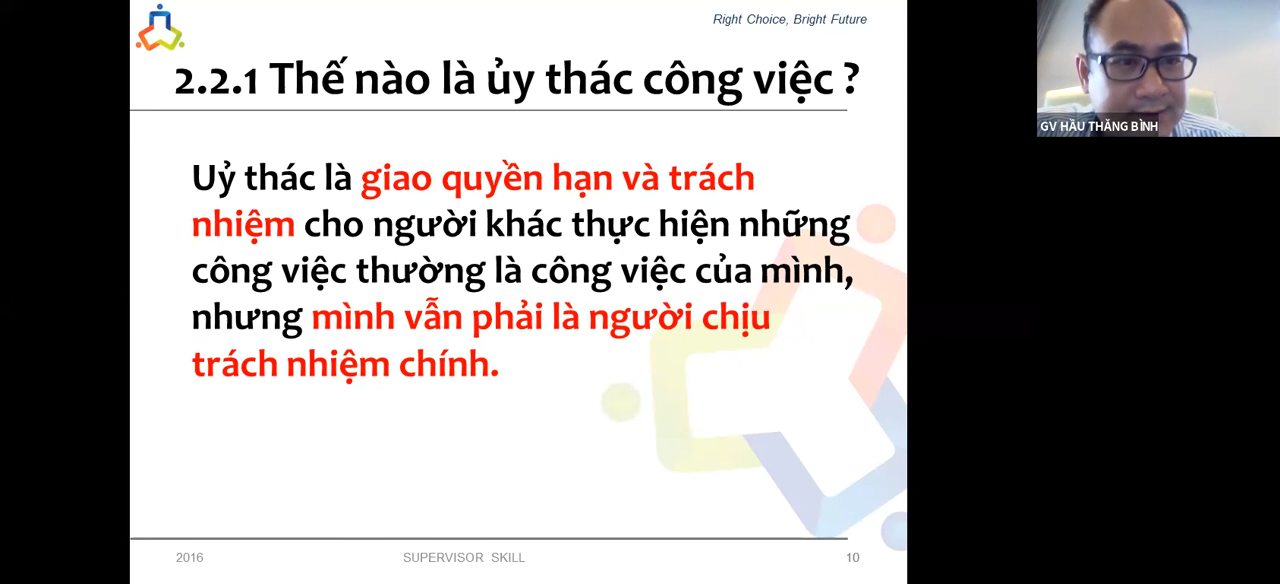 Right Choice, Bright Future
2.2.1 Thế nào là ủy thác công việc ?
Uỷ thác là giao quyền hạn và trách
nhiệm cho người khác thực hiện những
công việc thường là công việc của mình,
nhưng mình vẫn phải là người chịu
trách nhiệm chính.
2016 SUPERVISOR SKILL 10
GV HẦU THĂNG BÌNH